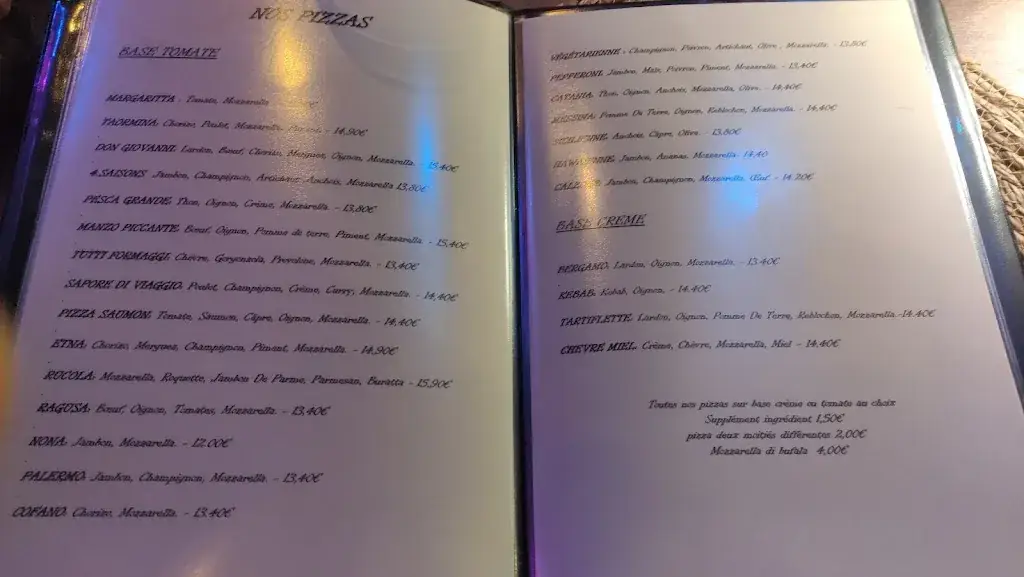 NOS PIZZAS
BASE TOMATE
MARGARITTA : Tomate, Mozzarella
YAORMINA: Chorizo, Poulet, Mozzarella, - 14,90€
DON GIOVANNI: Lardon, Bœuf, Chorizo, Merguez, Oignon, Mozzarella. - 13,40€
4 SAISONS Jambon, Champignon, Artichaut, Anchois, Mozzarella 13,80€
PESCA GRANDE: Thon, Oignon, Crème, Mozzarella. - 13,80€
MANZO PICCANTE: Bœuf, Oignon, Pomme de terre, Piment, Mozzarella. - 15,40€
TUTTI FORMAGGI: Chèvre, Gorgonzola, Provolone, Mozzarella. - 13,40€
SAPORE DI VIAGGIO: Poulet, Champignon, Crème, Curry, Mozzarella. - 14,40€
PIZZA SAUMON: Tomate, Saumon, Câpre, Oignon, Mozzarella. - 14,40€
ETNA: Chorizo, Merguez, Champignon, Piment, Mozzarella. - 14,90€
RUCOLA: Mozzarella, Roquette, Jambon De Parme, Parmesan, Buratta - 15,90€
RAGUSA: Bœuf, Oignon, Tomates, Mozzarella. - 13,40€
NONA: Jambon, Mozzarella. - 12.00€
PALERMO: Jambon, Champignon, Mozzarella. - 13,40€
COFANO: Chorizo, Mozzarella. - 13.40€
VÉGÉTARIENNE : Champignon, Poivron, Artichaut, Olive , Mozzarella. - 13,80€
PEPPERONI: Jambon, Maïs, Poivron, Piment, Mozzarella. - 13,40€
CATANIA: Thon, Oignon, Anchois, Mozzarella, Olive. - 14,40€
MESSINA: Pomme De Terre, Oignon, Reblochon, Mozzarella. - 14,40€
SICILIENNE: Anchois, Câpre, Olive. 13.80€
HAWAIENNE: Jambon, Ananas, Mozzarella. 14.40
CALZONE: Jambon, Champignon, Mozzarella, Œuf - 14.20€
BASE CREME
BERGAMO: Lardon, Oignon, Mozzarella. - 13.40€
KEBAB: Kebab, Oignon, - 14.40€
TARTIFLETTE: Lardon, Oignon, Pomme De Terre, Reblochon, Mozzarella.-14.40€
CHEVRE MIEL: Crème, Chèvre, Mozzarella, Miel - 14.40€
Toutes nos pizzas sur base crème ou tomate au choix
Supplément ingrédient 1,50€
pizza deux moitiés différentes 2,00€
Mozzarella di bufala 4,00€